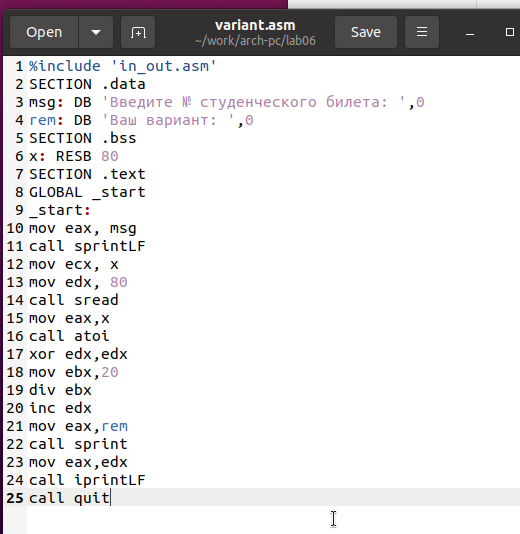 variant.asm
Open
Save
~/work/arch-pc/lab06
1 %include 'in_out.asm'
2 SECTION .data
3 msg: DB 'Введите № студенческого билета: ',0
4 rem: DB 'Ваш вариант: ',0
5 SECTION .bss
6 x: RESB 80
7 SECTION .text
8 GLOBAL _start
9 _start:
10 mov eax, msg
11 call sprintLF
12 mov ecx, x
13 mov edx, 80
14 call sread
15 mov eax,x
16 call atoi
17 xor edx,edx
18 mov ebx,20
19 div ebx
20 inc edx
21 mov eax,rem
22 call sprint
23 mov eax,edx
24 call iprintLF
25 call quit